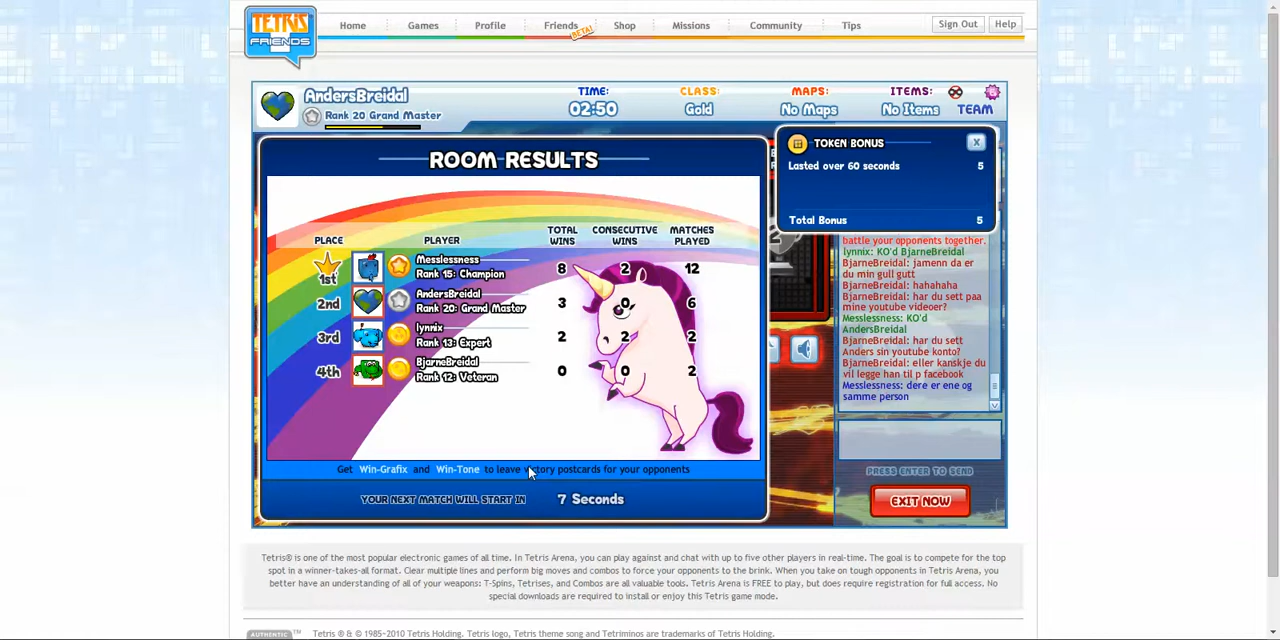 TETRIS
FRIENDS
Home Games Profile Friends Shop Missions Community Tips
BETA!
Sign Out Help
AndersBreidal
Rank 20 Grand Master
TIME: CLASS: MAPS: ITEMS:
02:50 Gold No Maps No Items TEAM
ROOM RESULTS
PLACE PLAYER TOTAL WINS CONSECUTIVE WINS MATCHES PLAYED
1st Messlessness 8 2 12
Rank 15: Champion
2nd AndersBreidal 3 0 6
Rank 20: Grand Master
3rd lynnix 2 2 2
Rank 13: Expert
4th BjarneBreidal 0 0 2
Rank 12: Veteran
Get Win-Grafix and Win-Tone to leave victory postcards for your opponents
YOUR NEXT MATCH WILL START IN 7 Seconds
TOKEN BONUS X
Lasted over 60 seconds 5
Total Bonus 5
battle your opponents together.
lynnix: KO'd BjarneBreidal
BjarneBreidal: jamenn da er
du min gull gutt
BjarneBreidal: hahahaha
BjarneBreidal: har du sett paa
mine youtube videoer?
Messlessness: KO'd
AndersBreidal
BjarneBreidal: har du sett
Anders sin youtube konto?
BjarneBreidal: eller kanskje du
vil legge han til p facebook
Messlessness: dere er ene og
samme person
PRESS ENTER TO SEND
EXIT NOW
Tetris® is one of the most popular electronic games of all time. In Tetris Arena, you can play against and chat with up to five other players in real-time. The goal is to compete for the top
spot in a winner-takes-all format. Clear multiple lines and perform big moves and combos to force your opponents to the brink. When you take on tough opponents in Tetris Arena, you
better have an understanding of all of your weapons: T-Spins, Tetrises, and Combos are all valuable tools. Tetris Arena is FREE to play, but does require registration for full access. No
special downloads are required to install or enjoy this Tetris game mode.
AUTHENTIC ™ Tetris ® & © 1985~2010 Tetris Holding. Tetris logo, Tetris theme song and Tetriminos are trademarks of Tetris Holding.